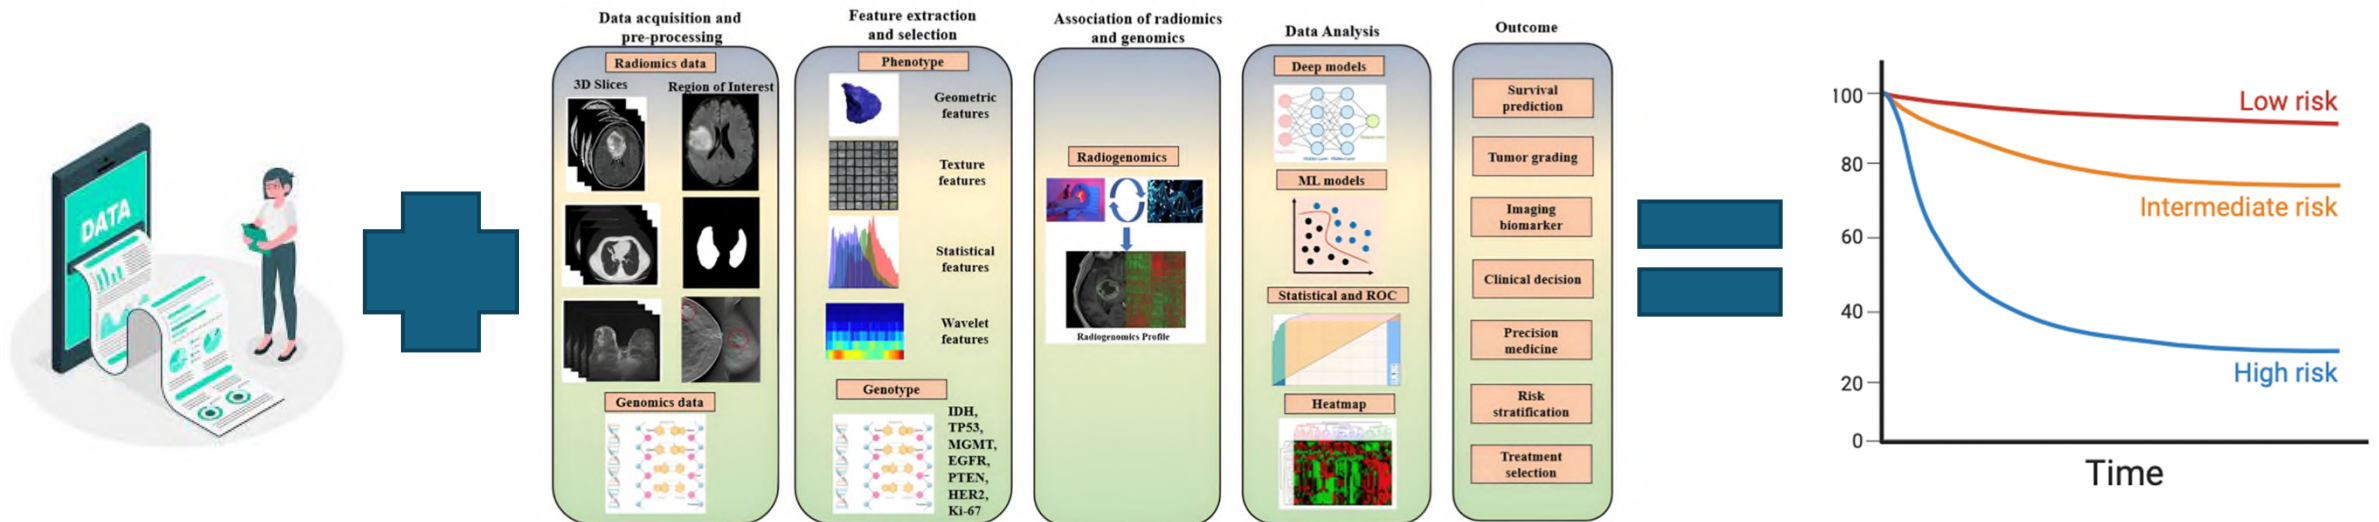 DATA
Data acquisition and
pre-processing
Radiomics data
3D Slices
Region of Interest
Genomics data
Feature extraction
and selection
Phenotype
Geometric
features
Texture
features
Statistical
features
Wavelet
features
Genotype
IDH,
TP53,
MGMT,
EGFR,
PTEN,
HER2,
Ki-67
Association of radiomics
and genomics
Radiogenomics
Radiogenomics Profile
Data Analysis
Deep models
ML models
Statistical and ROC
Heatmap
Outcome
Survival
prediction
Tumor grading
Imaging
biomarker
Clinical decision
Precision
medicine
Risk
stratification
Treatment
selection
100
80
60
40
20
0
Low risk
Intermediate risk
High risk
Time